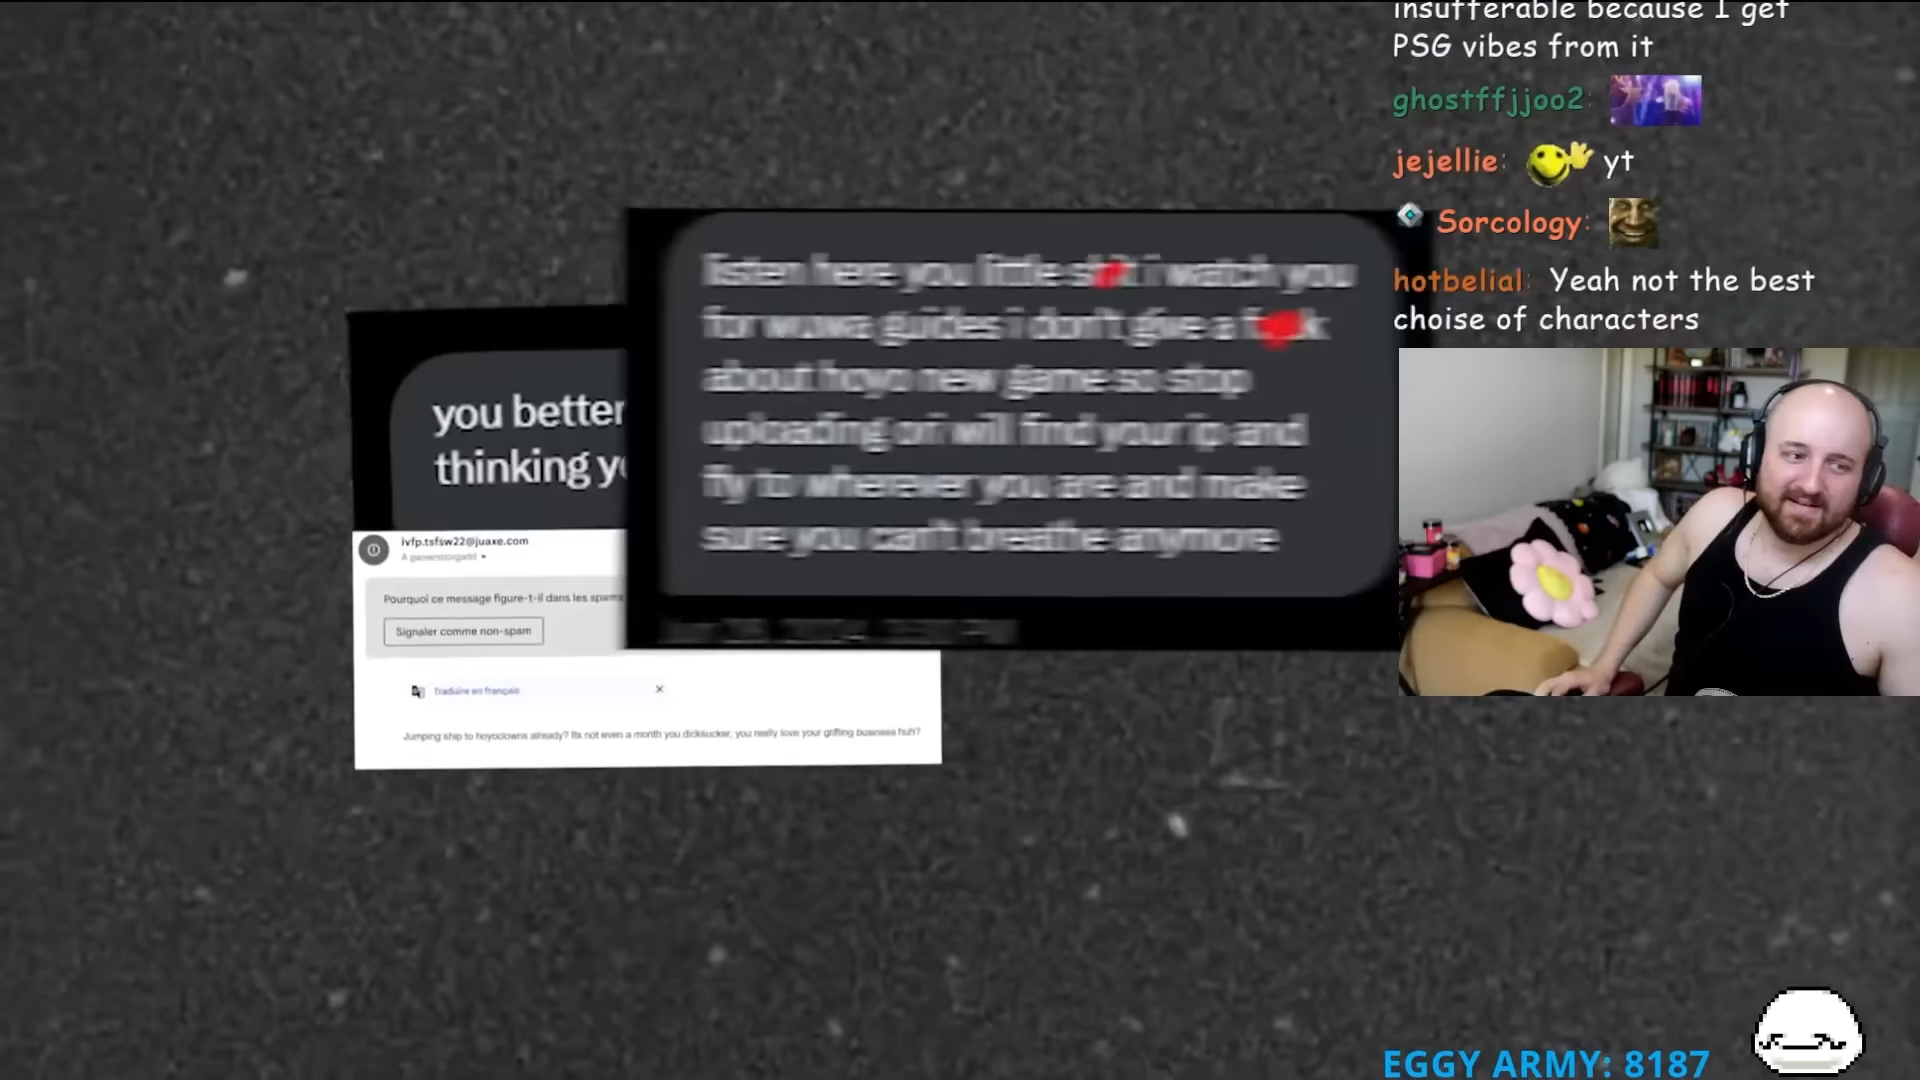 insufferable because I get
PSG vibes from it
ghostffjjoo2:
jejellie: yt
Sorcology:
hotbelial: Yeah not the best
choise of characters
listen here you little s t i watch you
for wuwa guides i don't give a f k
about hoyo new game so stop
uploading or i will find your ip and
fly to wherever you are and make
sure you can't breathe anymore
you better
thinking yo
ivfp.tsfsw22@juaxe.com
Pourquoi ce message figure-t-il dans les spams
Signaler comme non-spam
Traduire en français
Jumping ship to hoyoclowns already? Its not even a month you dicksucker, you really love your grifting business huh?
EGGY ARMY: 8187